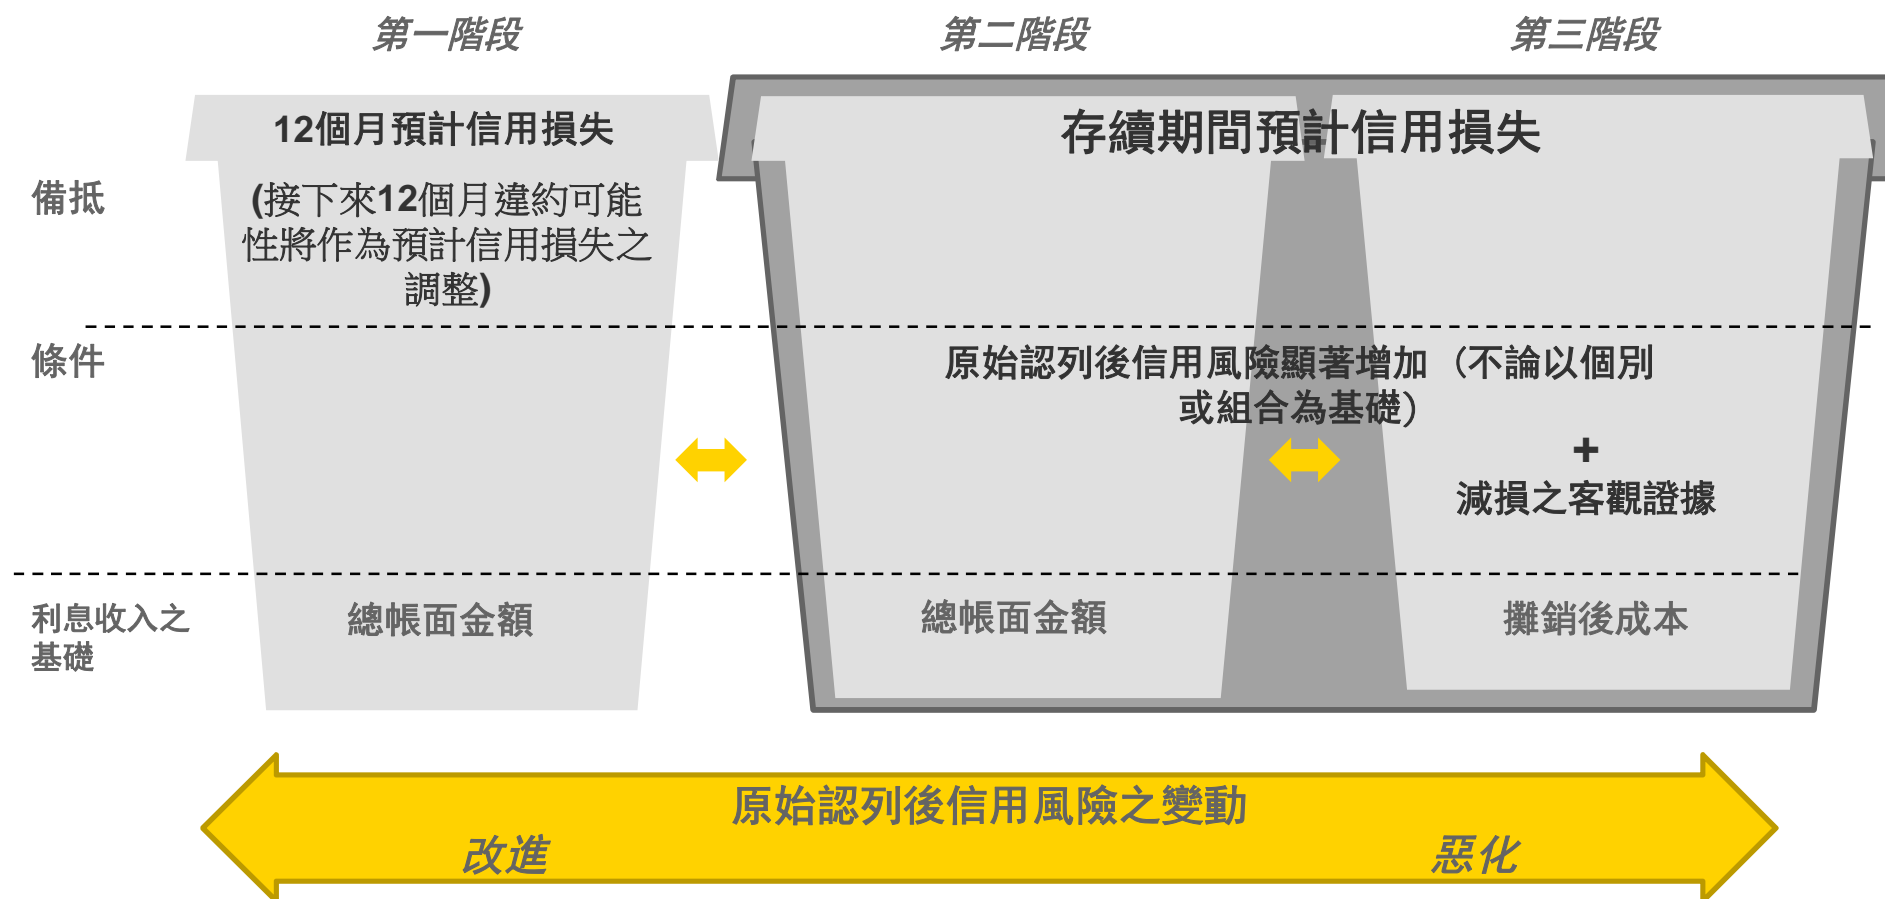 第一階段
第二階段
第三階段
備抵
12個月預計信用損失
(接下來12個月違約可能
性將作為預計信用損失之
調整)
存續期間預計信用損失
條件
原始認列後信用風險顯著增加（不論以個別
或組合為基礎）
+
減損之客觀證據
利息收入之
基礎
總帳面金額
總帳面金額
攤銷後成本
原始認列後信用風險之變動
改進
惡化